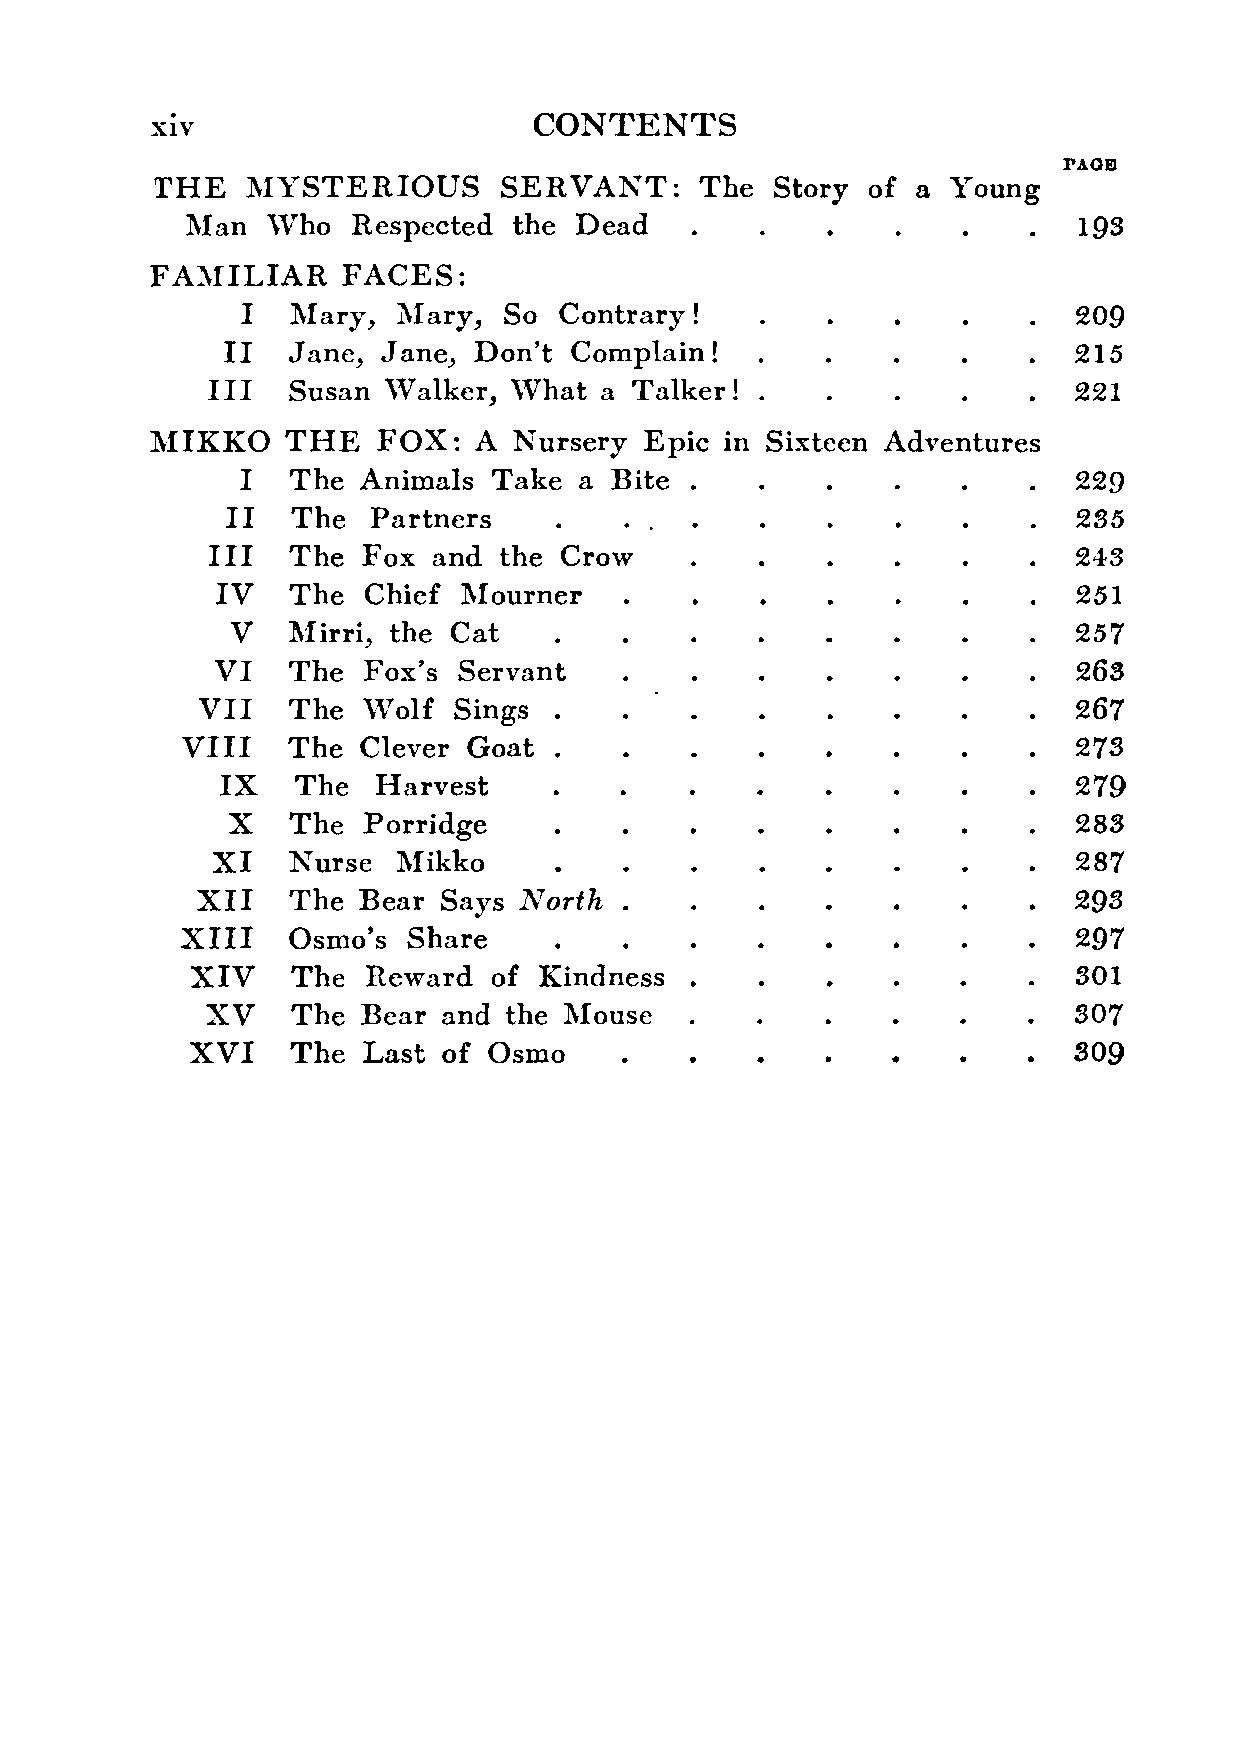 xiv CONTENTS
PAGE
THE MYSTERIOUS SERVANT: The Story of a Young
Man Who Respected the Dead . . . . . . 193
FAMILIAR FACES:
I Mary, Mary, So Contrary! . . . . . 209
II Jane, Jane, Don't Complain! . . . . . 215
III Susan Walker, What a Talker! . . . . . 221
MIKKO THE FOX: A Nursery Epic in Sixteen Adventures
I The Animals Take a Bite . . . . . . 229
II The Partners . . . . . . . . 235
III The Fox and the Crow . . . . . . 243
IV The Chief Mourner . . . . . . . 251
V Mirri, the Cat . . . . . . . . 257
VI The Fox's Servant . . . . . . . 263
VII The Wolf Sings . . . . . . . . 267
VIII The Clever Goat . . . . . . . . 273
IX The Harvest . . . . . . . . 279
X The Porridge . . . . . . . . 283
XI Nurse Mikko . . . . . . . . 287
XII The Bear Says North . . . . . . . 293
XIII Osmo's Share . . . . . . . . 297
XIV The Reward of Kindness . . . . . . 301
XV The Bear and the Mouse . . . . . . 307
XVI The Last of Osmo . . . . . . . 309